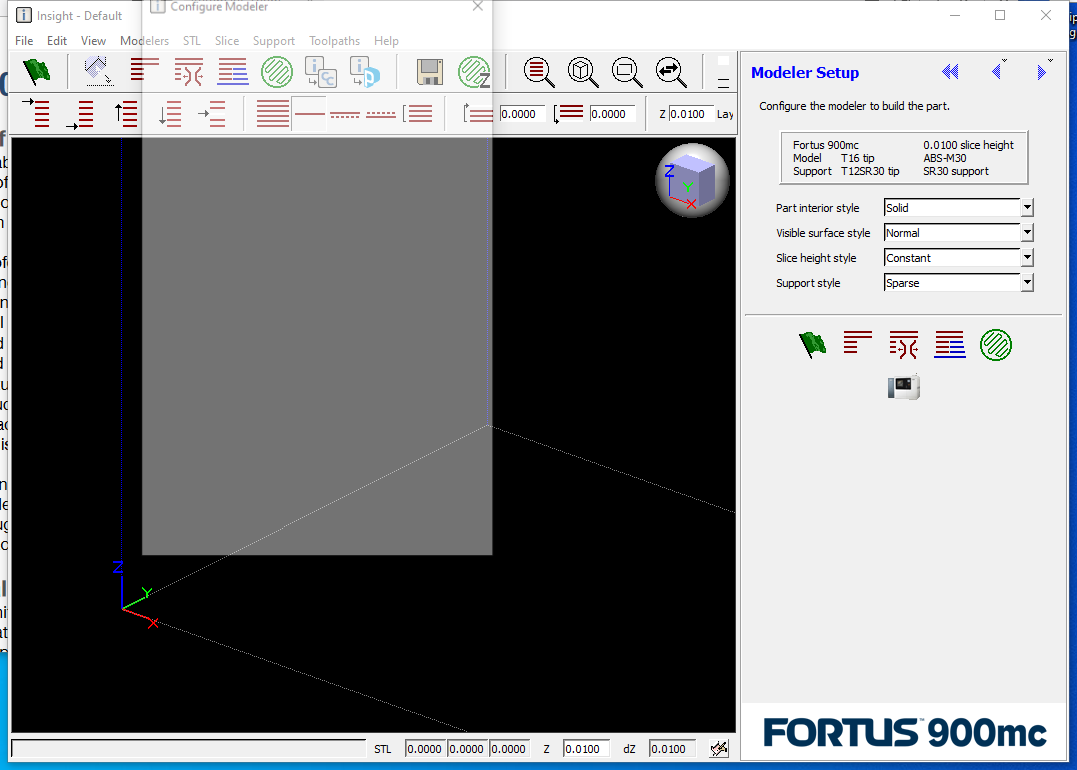 Configure Modeler
Insight - Default
File Edit View Modelers STL Slice Support Toolpaths Help
0.0000
0.0000
Z 0.0100 Lay
Z
Y
X
Z
Y
X
STL 0.0000 0.0000 0.0000 Z 0.0100 dZ 0.0100
Modeler Setup
Configure the modeler to build the part.
Fortus 900mc 0.0100 slice height
Model T16 tip ABS-M30
Support T12SR30 tip SR30 support
Part interior style Solid
Visible surface style Normal
Slice height style Constant
Support style Sparse
FORTUS™ 900mc